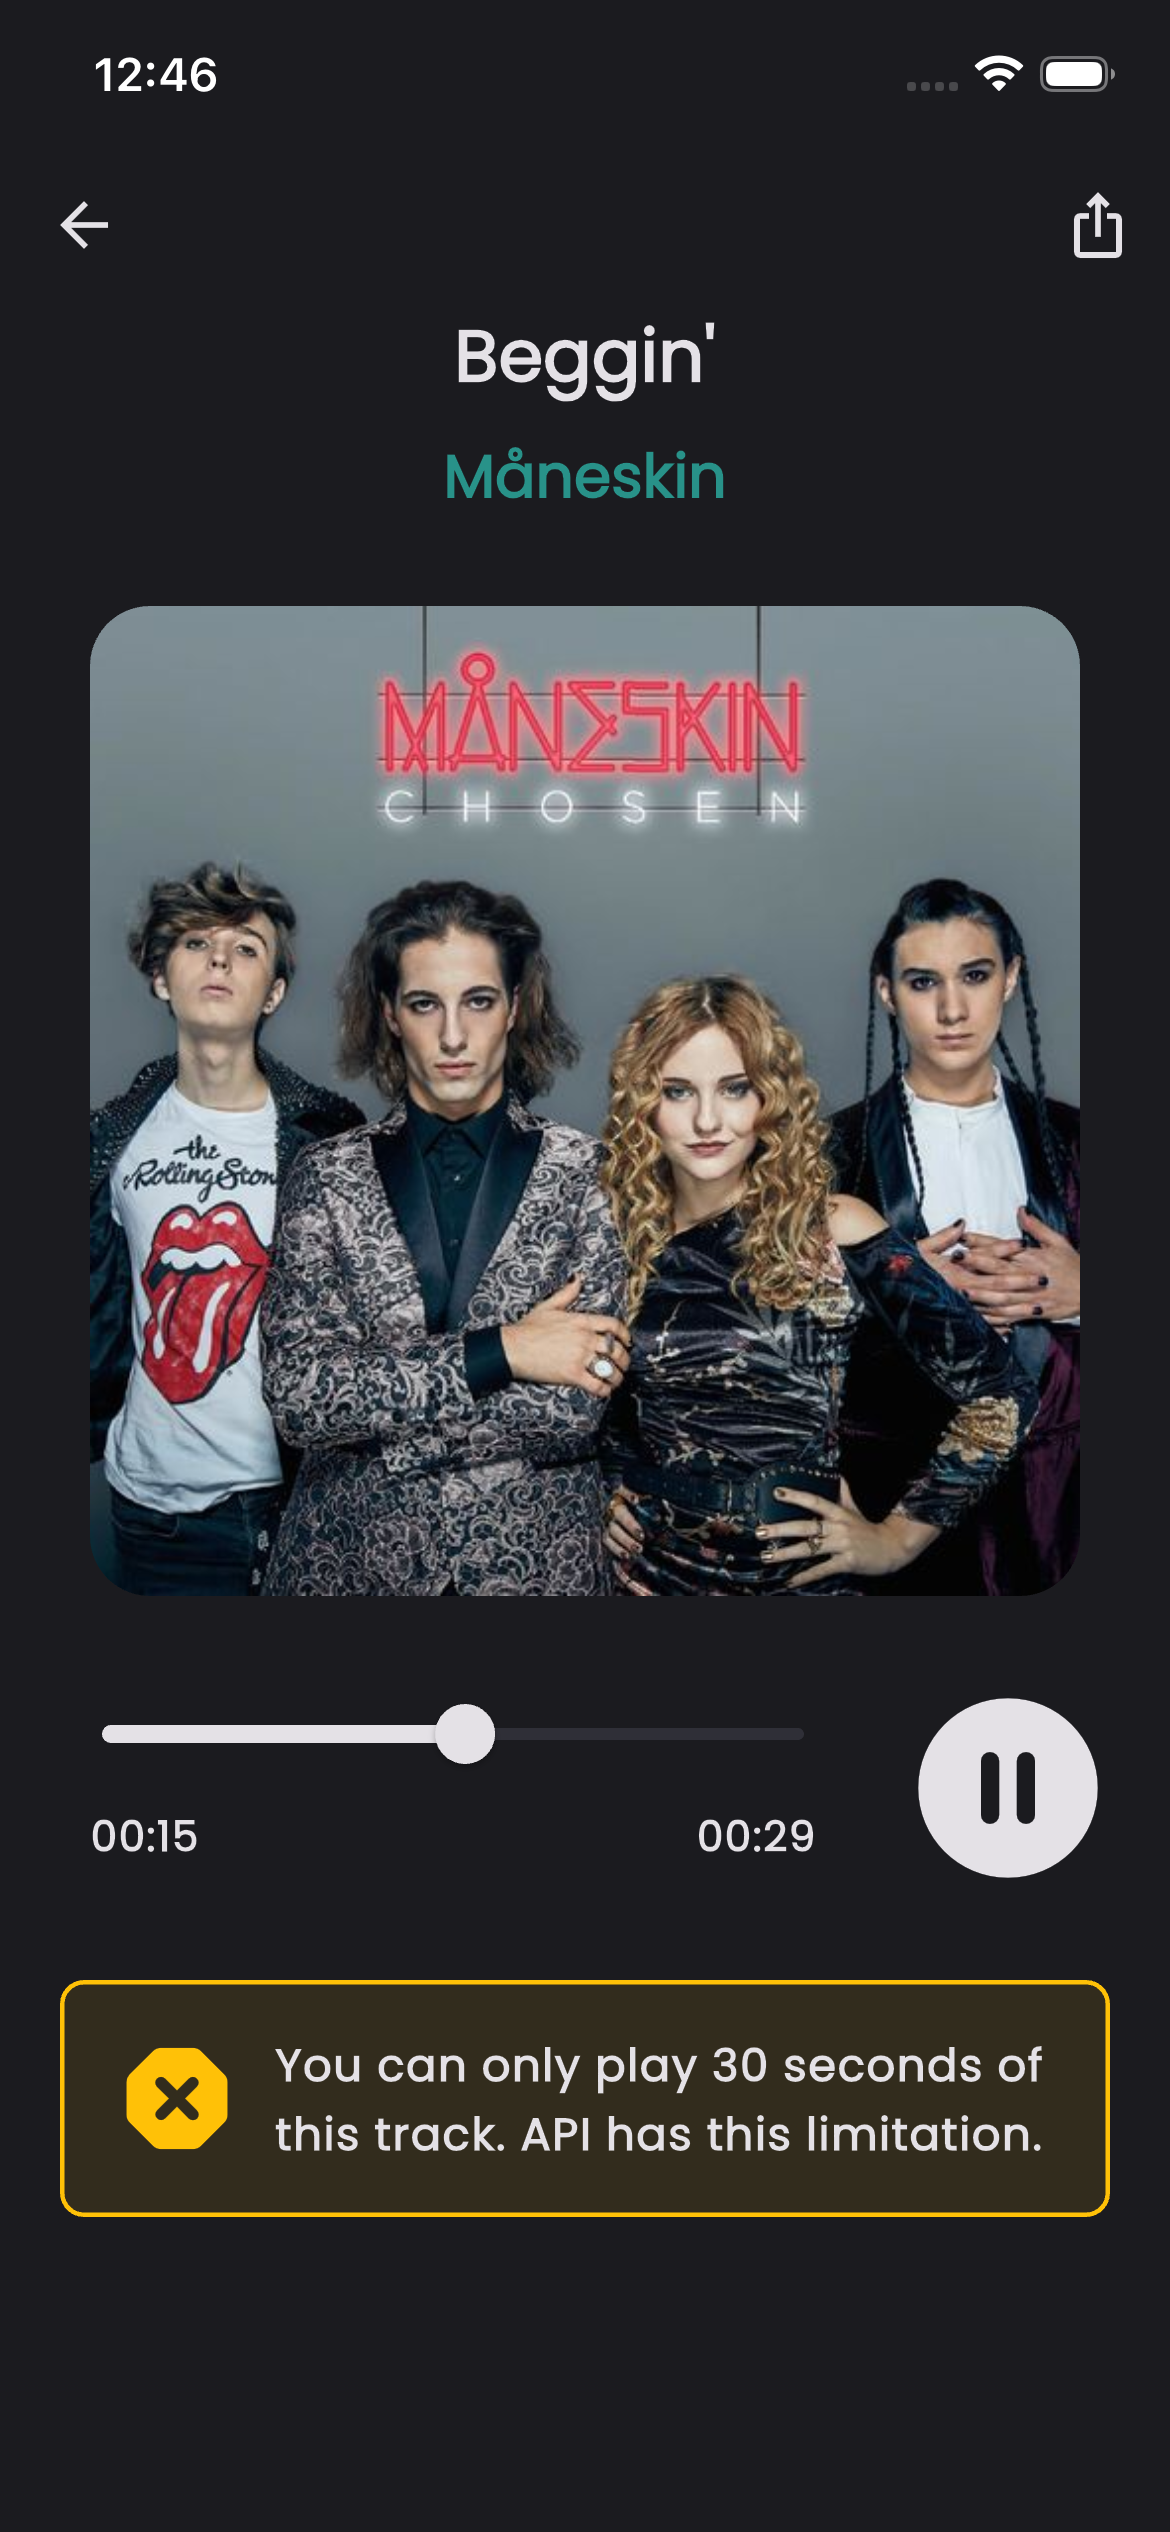 12:46
Beggin'
Måneskin
MÅNESKIN
CHOSEN
the
Rolling Ston
00:15
00:29
You can only play 30 seconds of
this track. API has this limitation.